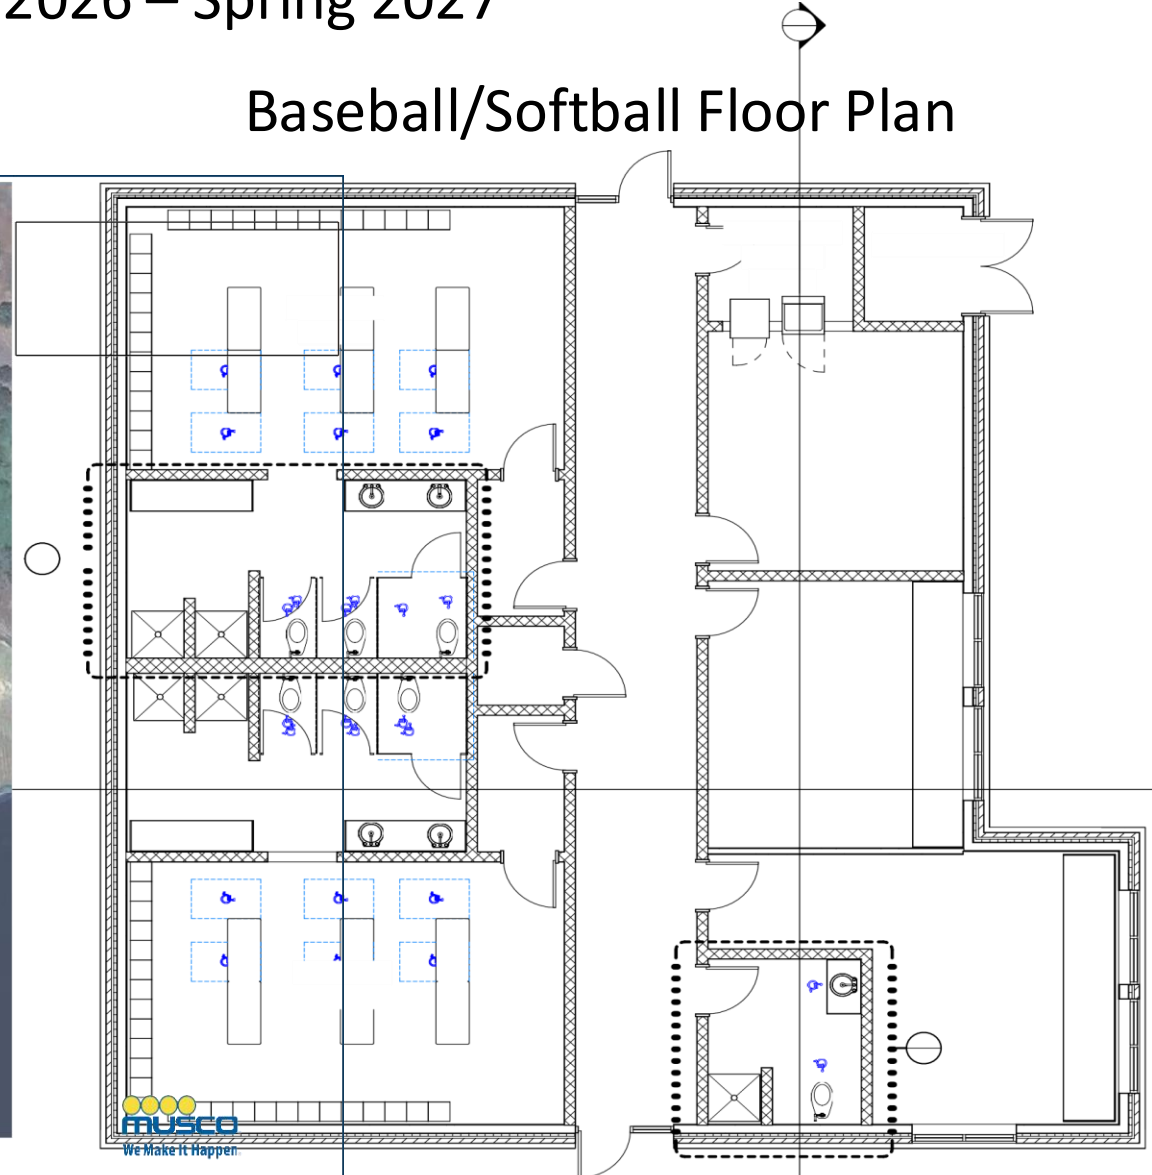 2026 – Spring 2027
Baseball/Softball Floor Plan
MUSCO
We Make It Happen.